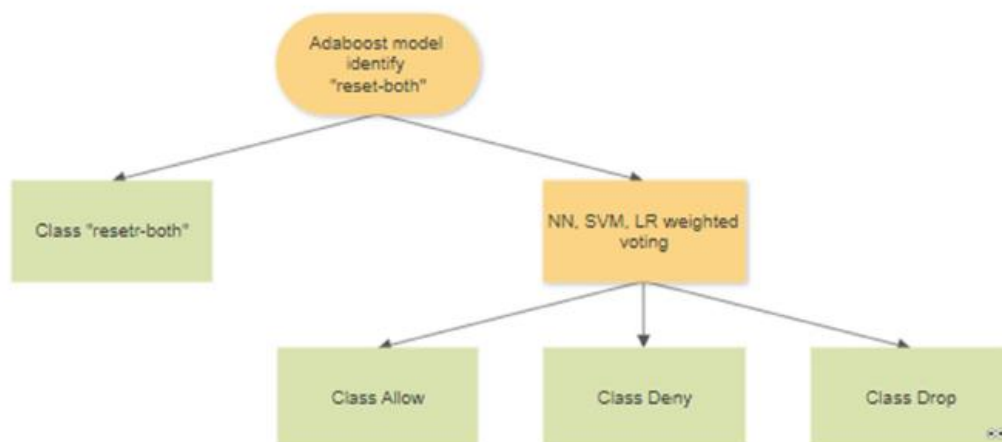 Adaboost model
identify
"reset-both"
Class "resetr-both"
NN, SVM, LR weighted
voting
Class Allow
Class Deny
Class Drop